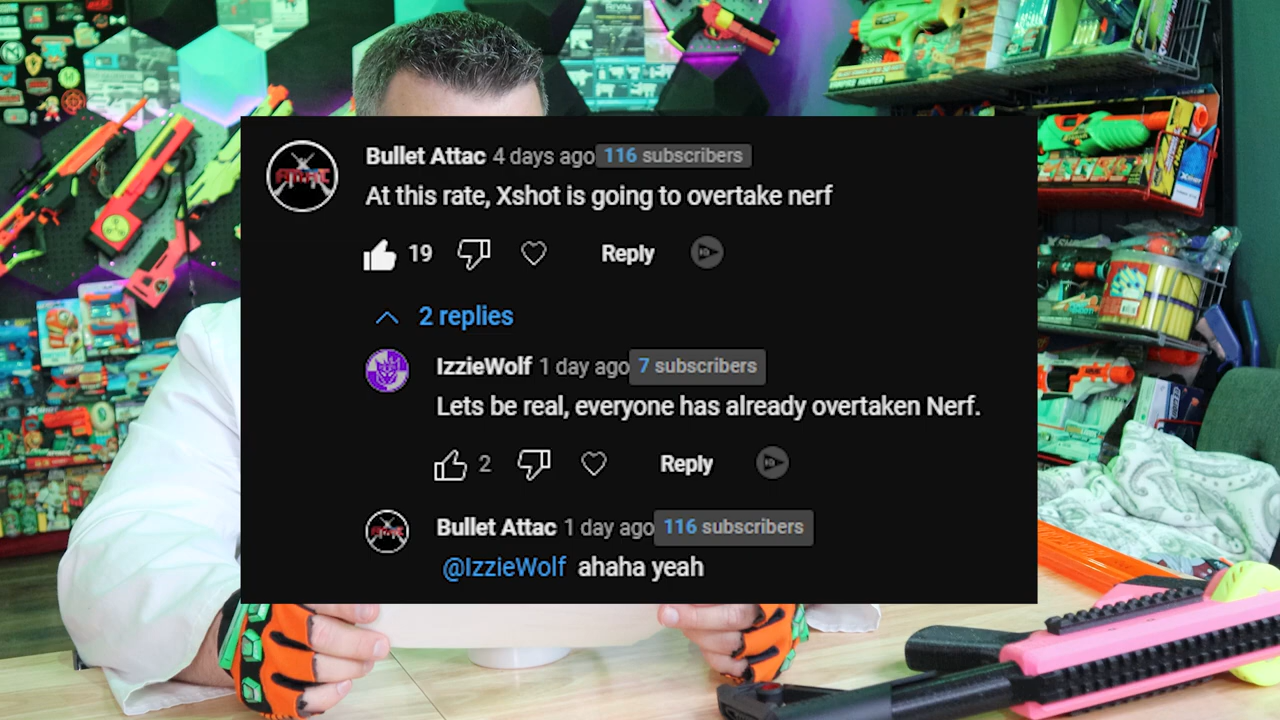 RIVAL
Bullet Attac 4 days ago 116 subscribers
At this rate, Xshot is going to overtake nerf
19 Reply
2 replies
IzzieWolf 1 day ago 7 subscribers
Lets be real, everyone has already overtaken Nerf.
2 Reply
Bullet Attac 1 day ago 116 subscribers
@IzzieWolf ahaha yeah